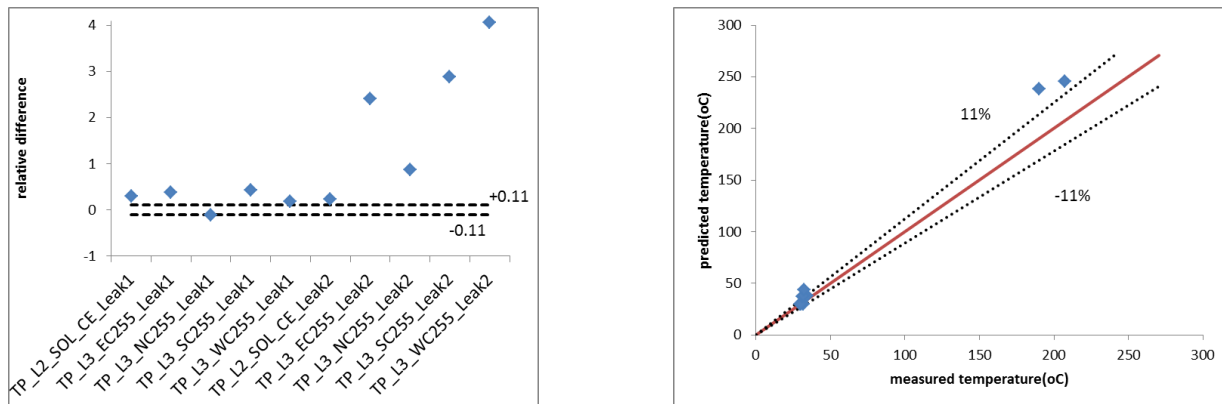 relative difference
4
3
2
1
0
-1
+0.11
-0.11
TP_L2_SOL_CE_Leak1
TP_L3_EC255_Leak1
TP_L3_NC255_Leak1
TP_L3_SC255_Leak1
TP_L3_WC255_Leak1
TP_L2_SOL_CE_Leak2
TP_L3_EC255_Leak2
TP_L3_NC255_Leak2
TP_L3_SC255_Leak2
TP_L3_WC255_Leak2
predicted temperature(oC)
300
250
200
150
100
50
0
11%
-11%
0 50 100 150 200 250 300
measured temperature(oC)